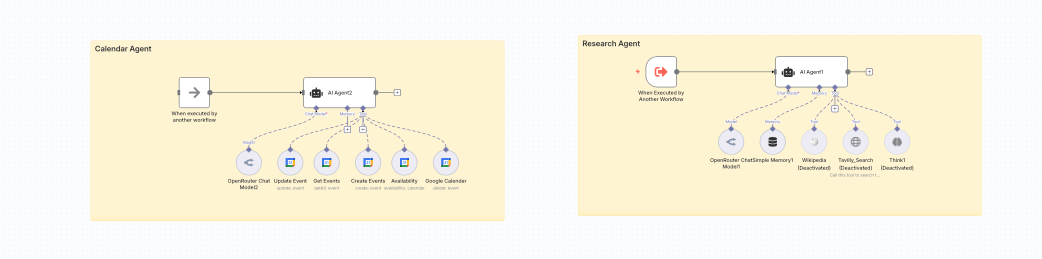 Calendar Agent
When executed by
another workflow
AI Agent2
Chat Model*
Memory
Tool
Model
OpenRouter Chat
Model2
Update Event
update: event
Get Events
getAll: event
Create Events
create: event
Availability
availability: calendar
Google Calendar
delete: event
Research Agent
When Executed by
Another Workflow
AI Agent1
Chat Model*
Memory
Tool
Model
Memory
Tool
Tool
Tool
OpenRouter Chat
Model1
Simple Memory1
Wikipedia
(Deactivated)
Tavilly_Search
(Deactivated)
Call this tool to search t...
Think1
(Deactivated)